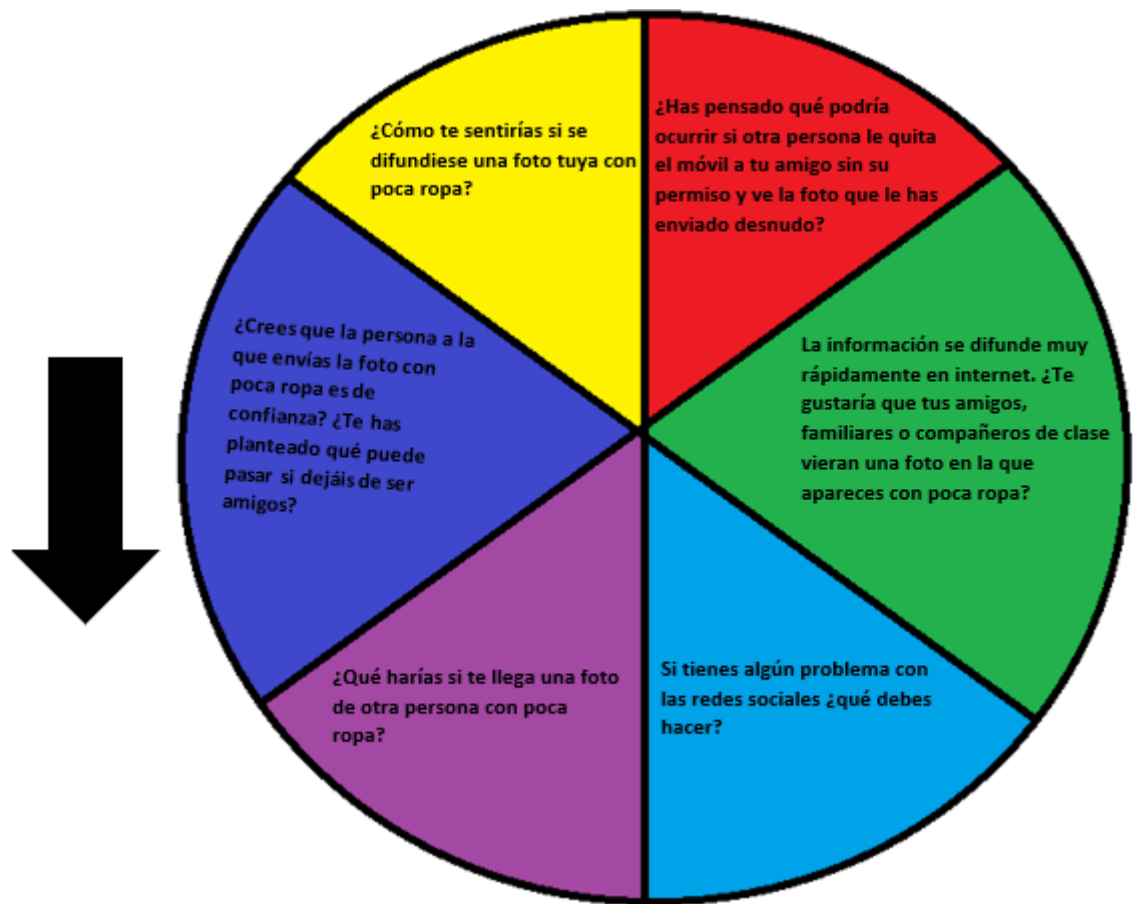 ¿Cómo te sentirías si se
difundiese una foto tuya con
poca ropa?
¿Has pensado qué podría
ocurrir si otra persona le quita
el móvil a tu amigo sin su
permiso y ve la foto que le has
enviado desnudo?
¿Crees que la persona a la
que envías la foto con
poca ropa es de
confianza? ¿Te has
planteado qué puede
pasar si dejáis de ser
amigos?
La información se difunde muy
rápidamente en internet. ¿Te
gustaría que tus amigos,
familiares o compañeros de clase
vieran una foto en la que
apareces con poca ropa?
¿Qué harías si te llega una foto
de otra persona con poca
ropa?
Si tienes algún problema con
las redes sociales ¿qué debes
hacer?